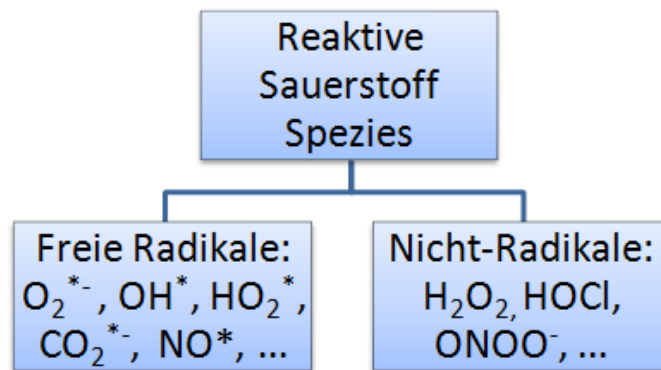 Reaktive
Sauerstoff
Spezies
Freie Radikale:
O₂*⁻, OH*, HO₂*,
CO₂*⁻, NO*, ...
Nicht-Radikale:
H₂O₂, HOCl,
ONOO⁻, ...